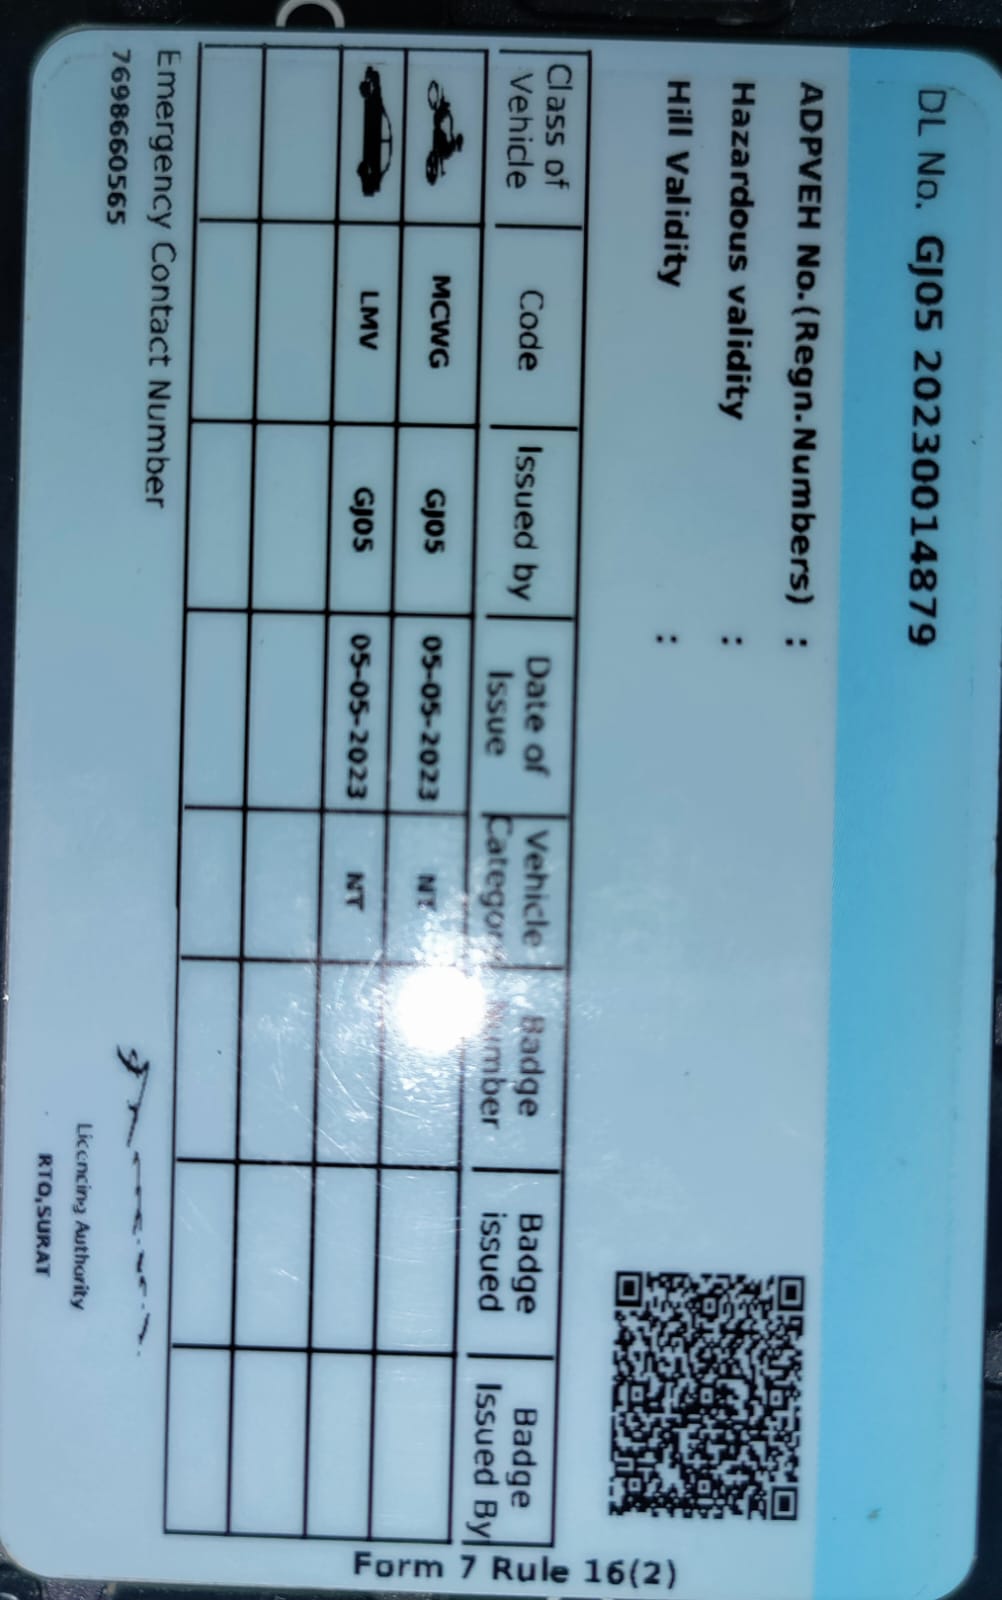 DL No. GJ05 20230014879
ADPVEH No.(Regn.Numbers) :
Hazardous validity :
Hill Validity :
Class of Vehicle Code Issued by Date of Issue Vehicle Category Badge Number Badge issued Badge Issued By
MCWG GJ05 05-05-2023 NT
LMV GJ05 05-05-2023 NT
Emergency Contact Number
7698660565
Licencing Authority
RTO,SURAT
Form 7 Rule 16(2)